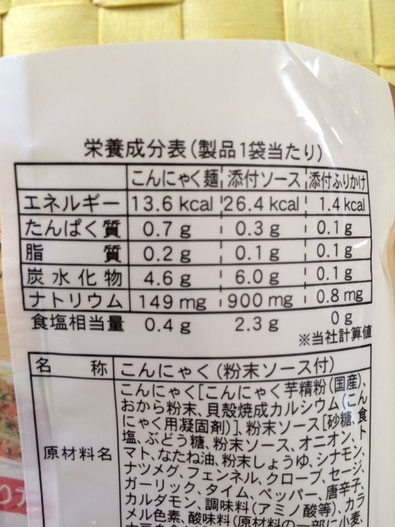 栄養成分表(製品1袋当たり)
こんにゃく麺 添付ソース 添付ふりかけ
エネルギー 13.6 kcal 26.4 kcal 1.4 kcal
たんぱく質 0.7 g 0.3 g 0.1 g
脂質 0.2 g 0.1 g 0.1 g
炭水化物 4.6 g 6.0 g 0.1 g
ナトリウム 149 mg 900 mg 0.8 mg
食塩相当量 0.4 g 2.3 g 0 g
※当社計算値
名称 こんにゃく(粉末ソース付)
原材料名
こんにゃく[こんにゃく芋精粉(国産)、
おから粉末、貝殻焼成カルシウム(こん
にゃく用凝固剤)]、粉末ソース[砂糖、食
塩、ぶどう糖、粉末ソース、オニオン、ト
マト、なたね油、粉末しょうゆ、シナモン、
ナツメグ、フェンネル、クローブ、セージ、
ガーリック、タイム、ペッパー、唐辛子、
カルダモン、調味料(アミノ酸等)、カラ
メル色素、酸味料(原材料の一部に小麦、